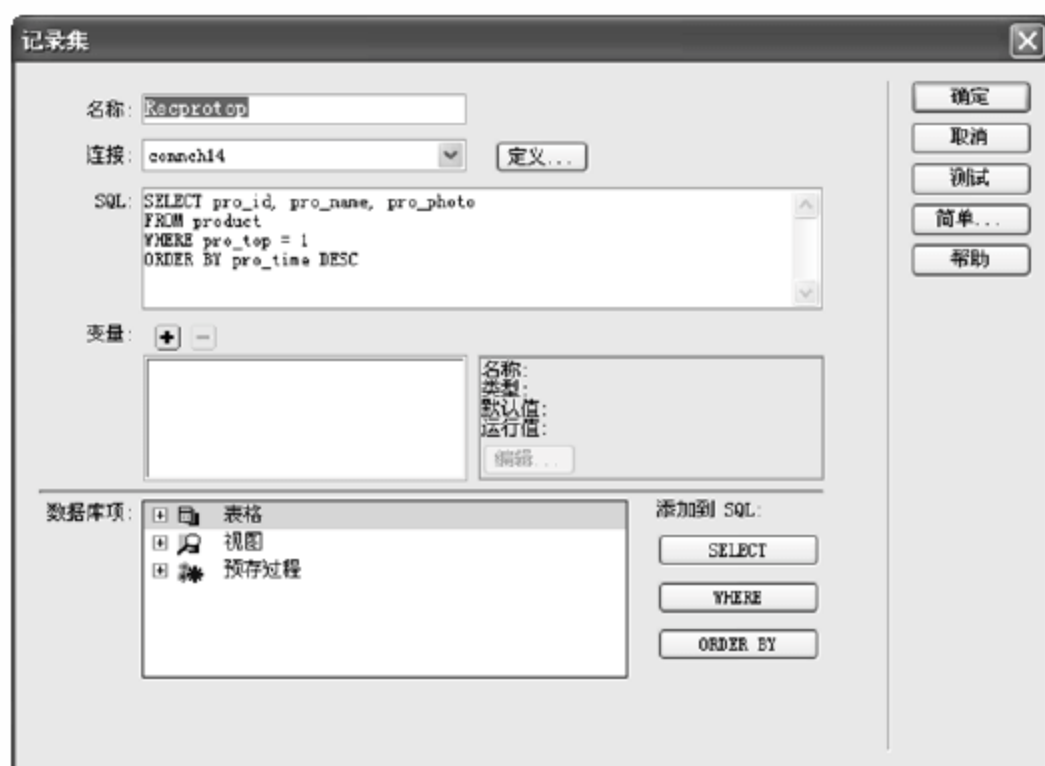 记录集
名称: Recprotop
连接: connch14 定义...
SQL: SELECT pro_id, pro_name, pro_photo
FROM product
WHERE pro_top = 1
ORDER BY pro_time DESC
变量:
名称:
类型:
默认值:
运行值:
编辑...
数据库项: 表格
视图
预存过程
添加到 SQL:
SELECT
WHERE
ORDER BY
确定
取消
测试
简单...
帮助